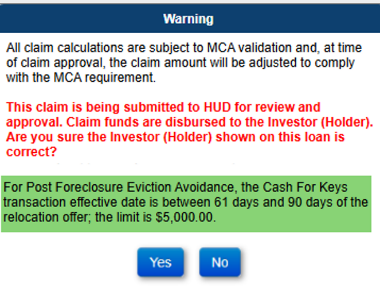 Warning
All claim calculations are subject to MCA validation and, at time
of claim approval, the claim amount will be adjusted to comply
with the MCA requirement.
This claim is being submitted to HUD for review and
approval. Claim funds are disbursed to the Investor (Holder).
Are you sure the Investor (Holder) shown on this loan is
correct?
For Post Foreclosure Eviction Avoidance, the Cash For Keys
transaction effective date is between 61 days and 90 days of the
relocation offer; the limit is $5,000.00.
Yes No